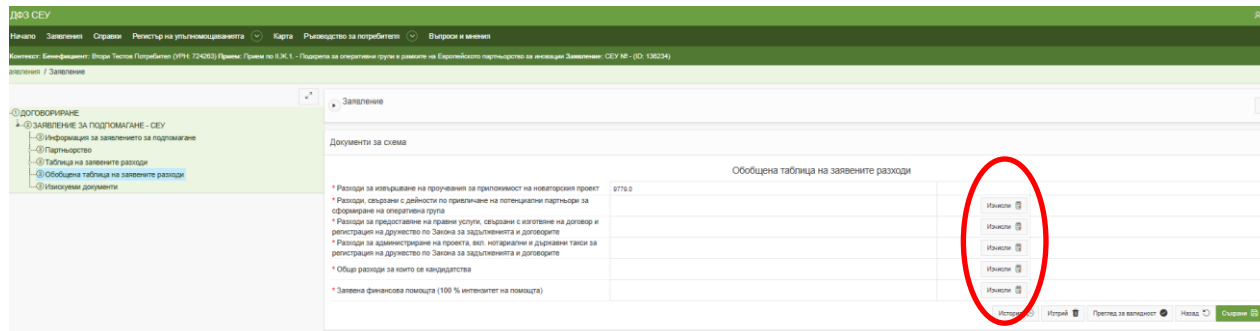 ДФЗ СЕУ
Начало Заявления Справки Регистър на упълномощаванията Карта Ръководство за потребителя Въпроси и мнения
Контекст: Бенефициент: Втори Тестов Потребител (УРН: 724263) Прием: Прием по II.Ж.1. - Подкрепа за оперативни групи в рамките на Европейското партньорство за иновации Заявление: СЕУ № - (ID: 136234)
аявления / Заявление
ДОГОВОРИРАНЕ
ЗАЯВЛЕНИЕ ЗА ПОДПОМАГАНЕ - СЕУ
Информация за заявлението за подпомагане
Партньорство
Таблица на заявените разходи
Обобщена таблица на заявените разходи
Изискуеми документи
Заявление
Документи за схема
Обобщена таблица на заявените разходи
* Разходи за извършване на проучвания за приложимост на новаторския проект 9779.0
* Разходи, свързани с дейности по привличане на потенциални партньори за сформиране на оперативна група Изчисли
* Разходи за предоставяне на правни услуги, свързани с изготвяне на договор и регистрация на дружество по Закона за задълженията и договорите Изчисли
* Разходи за администриране на проекта, вкл. нотариални и държавни такси за регистрация на дружество по Закона за задълженията и договорите Изчисли
* Общо разходи за които се кандидатства Изчисли
* Заявена финансова помощта (100 % интензитет на помощта) Изчисли
История Изтрий Преглед за валидност Назад Съхрани